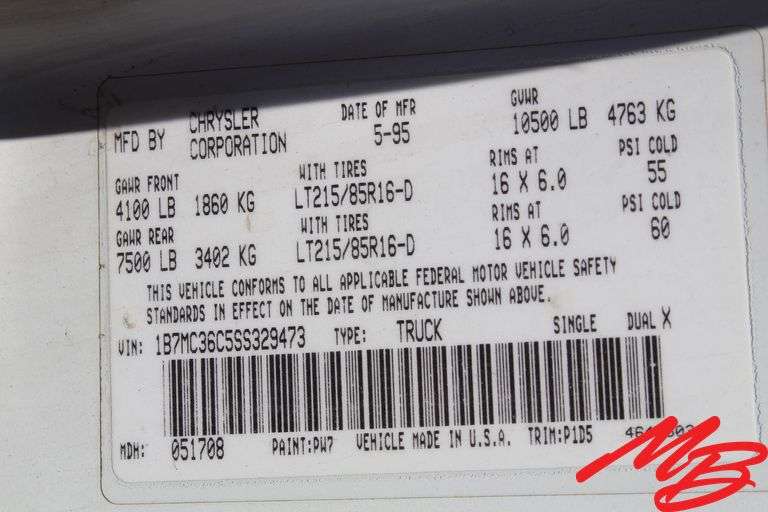 MFD BY CHRYSLER CORPORATION DATE OF MFR 5-95 GVWR 10500 LB 4763 KG
GAWR FRONT WITH TIRES RIMS AT PSI COLD
4100 LB 1860 KG LT215/85R16-D 16 X 6.0 55
GAWR REAR WITH TIRES RIMS AT PSI COLD
7500 LB 3402 KG LT215/85R16-D 16 X 6.0 60
THIS VEHICLE CONFORMS TO ALL APPLICABLE FEDERAL MOTOR VEHICLE SAFETY
STANDARDS IN EFFECT ON THE DATE OF MANUFACTURE SHOWN ABOVE.
VIN: 1B7MC36C5SS329473 TYPE: TRUCK SINGLE DUAL X
MDH: 051708 PAINT:PW7 VEHICLE MADE IN U.S.A. TRIM:P1D5
MB